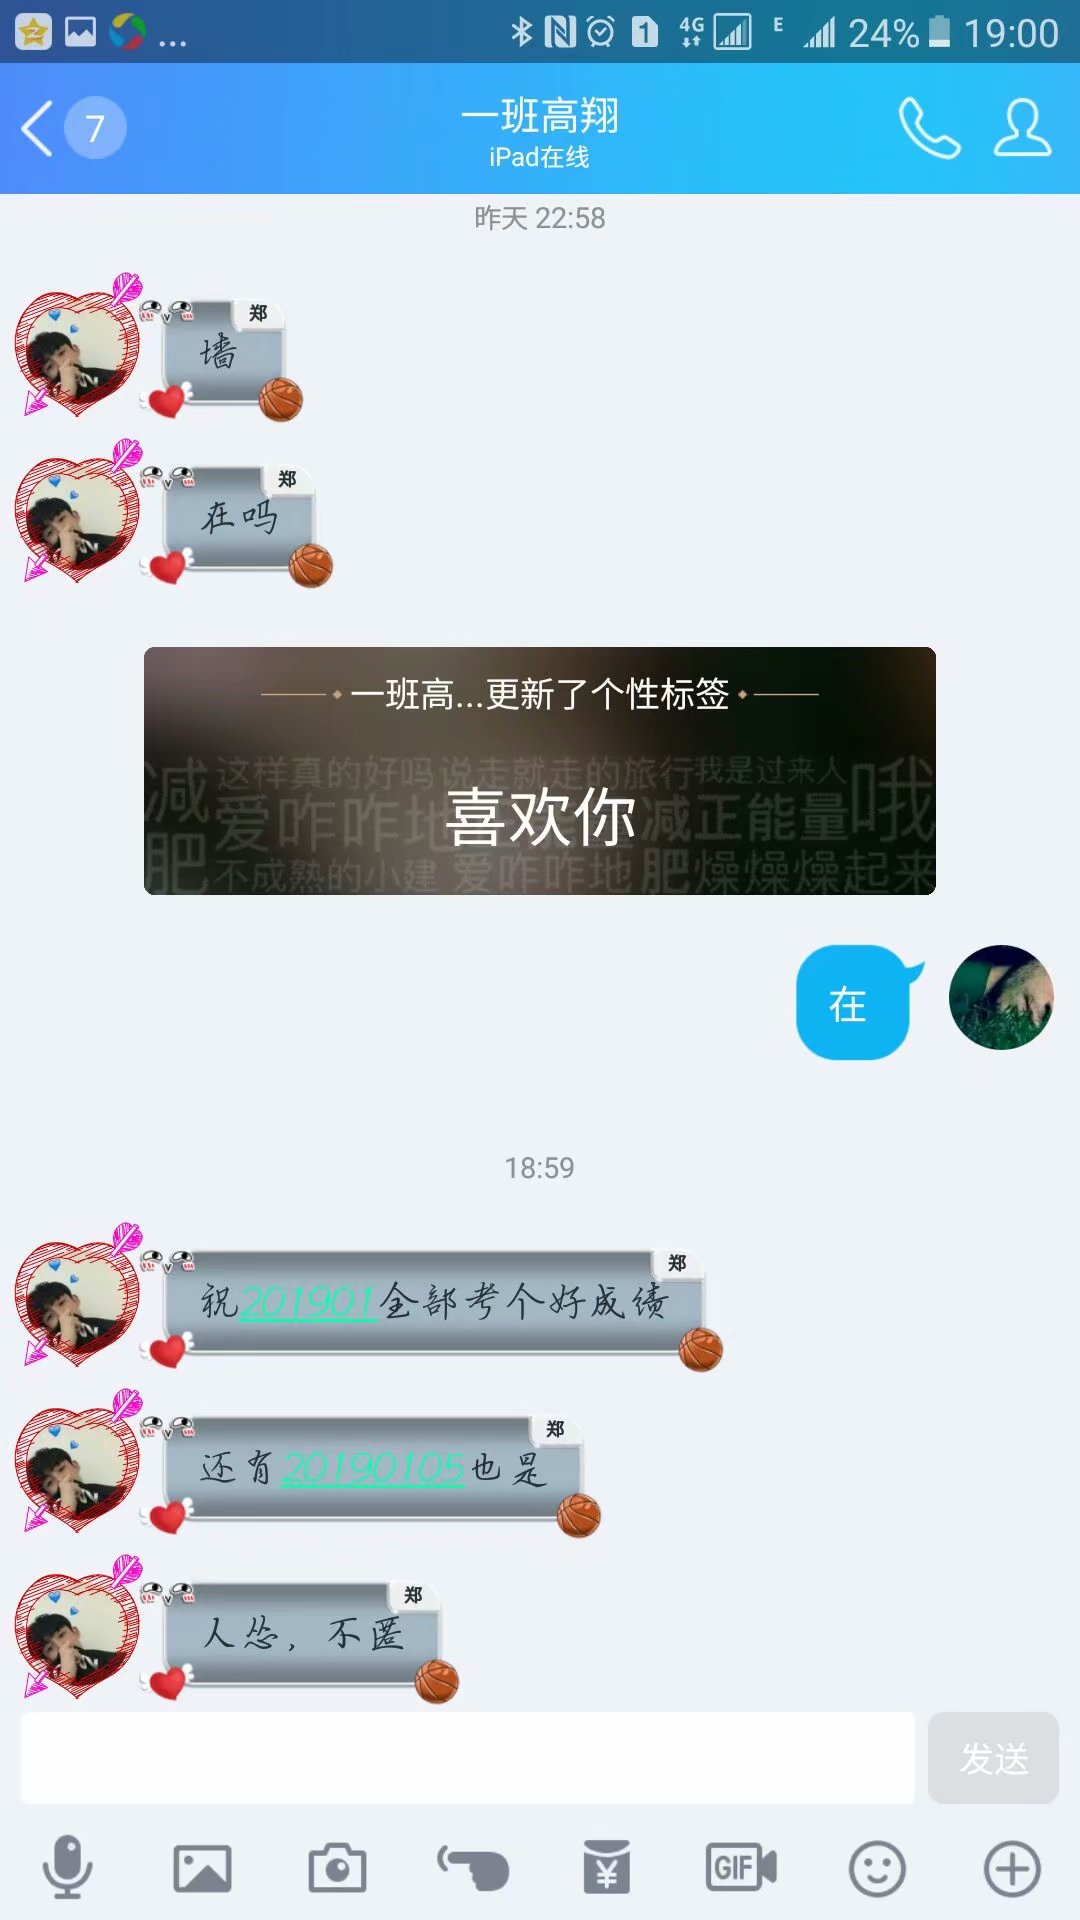 ... 1 4G E 24% 19:00
7 一班高翔
iPad在线
昨天 22:58
郑
墙
郑
在吗
一班高...更新了个性标签
减 这样真的好吗 说走就走的旅行 我是过来人 哦
爱咋咋地 减正能量
喜欢你
肥 不成熟的小建 爱咋咋地 肥 燥燥燥起来
在
18:59
郑
祝201901全部考个好成绩
郑
还有20190105也是
郑
人怂，不匿
发送
GIF